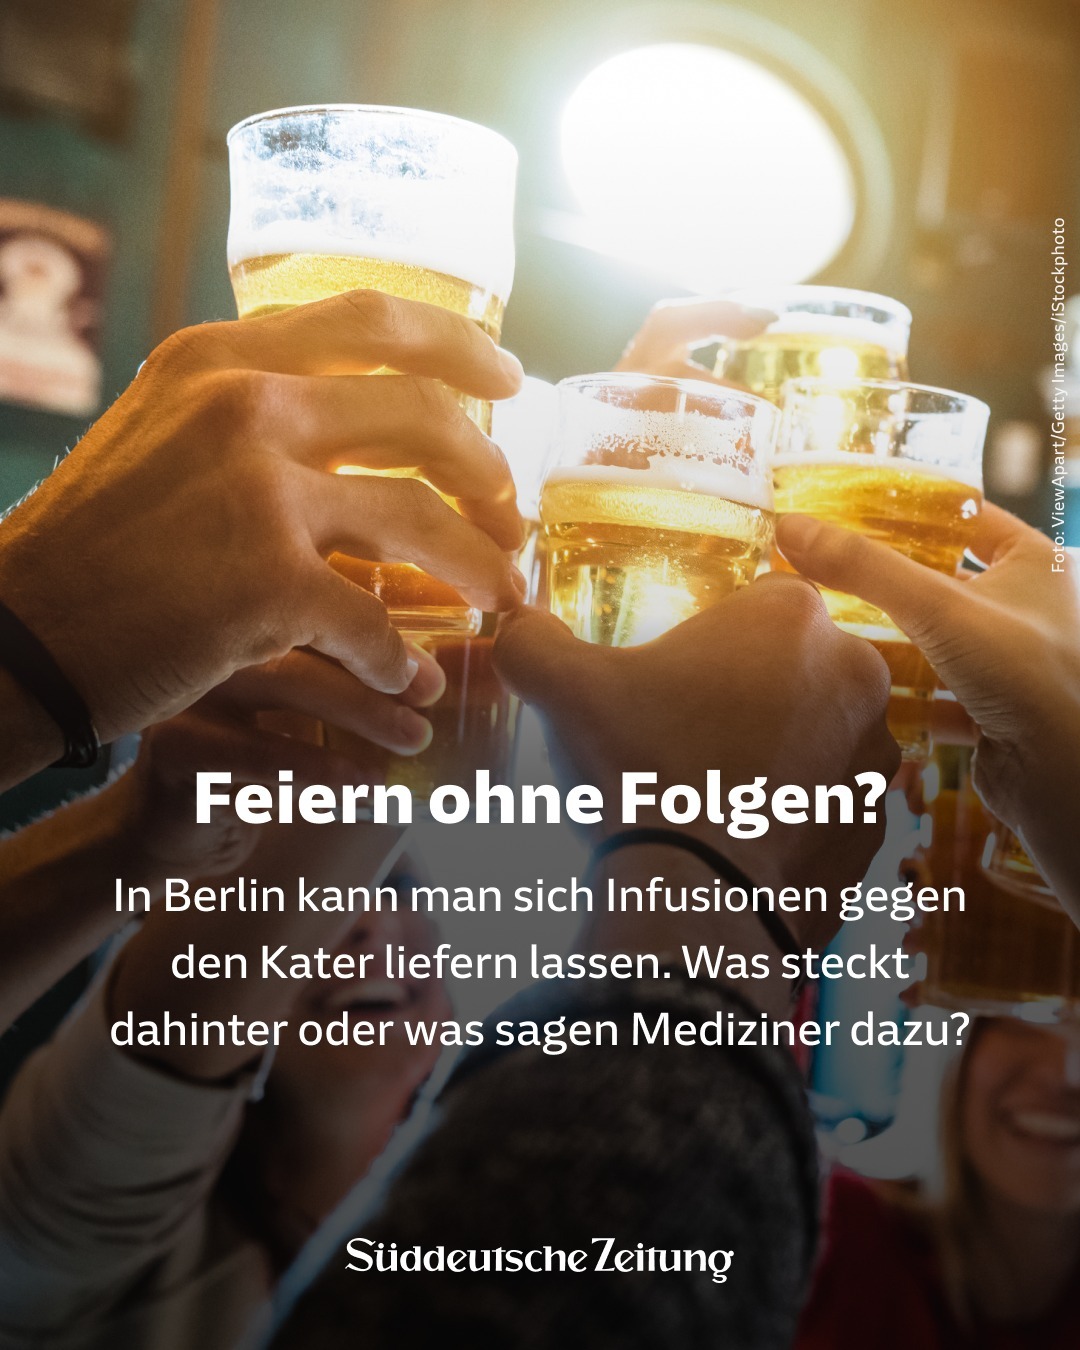 Foto: ViewApart/Getty Images/iStockphoto
Feiern ohne Folgen?
In Berlin kann man sich Infusionen gegen
den Kater liefern lassen. Was steckt
dahinter oder was sagen Mediziner dazu?
Süddeutsche Zeitung